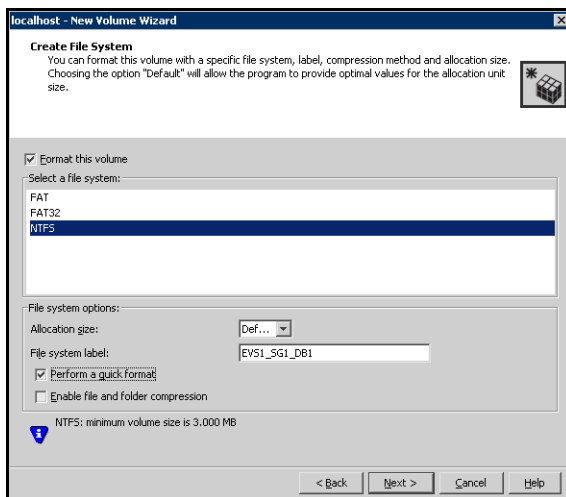 localhost - New Volume Wizard
Create File System
You can format this volume with a specific file system, label, compression method and allocation size.
Choosing the option "Default" will allow the program to provide optimal values for the allocation unit
size.
Format this volume
Select a file system:
FAT
FAT32
NTFS
File system options:
Allocation size:
Def...
File system label:
EVS1_SG1_DB1
Perform a quick format
Enable file and folder compression
NTFS: minimum volume size is 3.000 MB
< Back
Next >
Cancel
Help